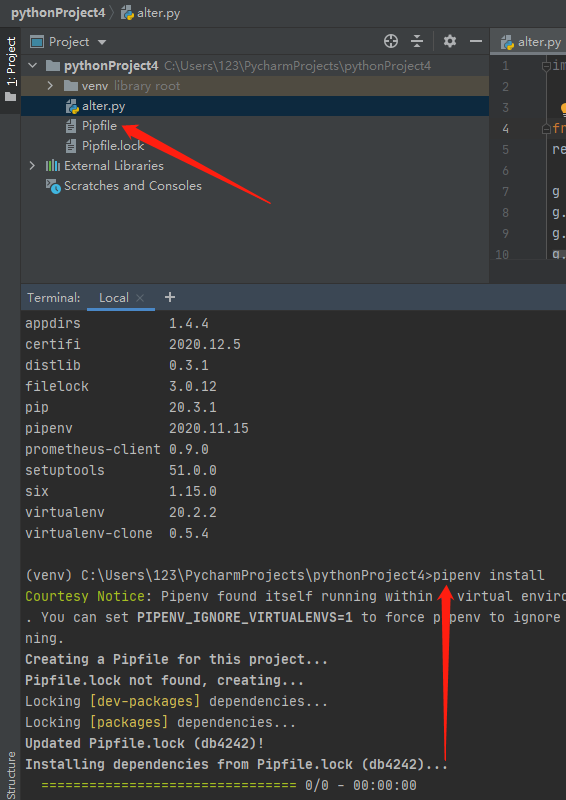 pythonProject4 alter.py
1: Project
Project
alter.py
pythonProject4 C:\Users\123\PycharmProjects\pythonProject4
venv library root
alter.py
Pipfile
Pipfile.lock
External Libraries
Scratches and Consoles
1 im
2
3
4 fr
5 re
6
7 g
8 g.
9 g.
10 g.
Terminal: Local × +
appdirs 1.4.4
certifi 2020.12.5
distlib 0.3.1
filelock 3.0.12
pip 20.3.1
pipenv 2020.11.15
prometheus-client 0.9.0
setuptools 51.0.0
six 1.15.0
virtualenv 20.2.2
virtualenv-clone 0.5.4
(venv) C:\Users\123\PycharmProjects\pythonProject4>pipenv install
Courtesy Notice: Pipenv found itself running within virtual enviro
. You can set PIPENV_IGNORE_VIRTUALENVS=1 to force pipenv to ignore
ning.
Creating a Pipfile for this project...
Pipfile.lock not found, creating...
Locking [dev-packages] dependencies...
Locking [packages] dependencies...
Updated Pipfile.lock (db4242)!
Installing dependencies from Pipfile.lock (db4242)...
================================ 0/0 - 00:00:00
Structure